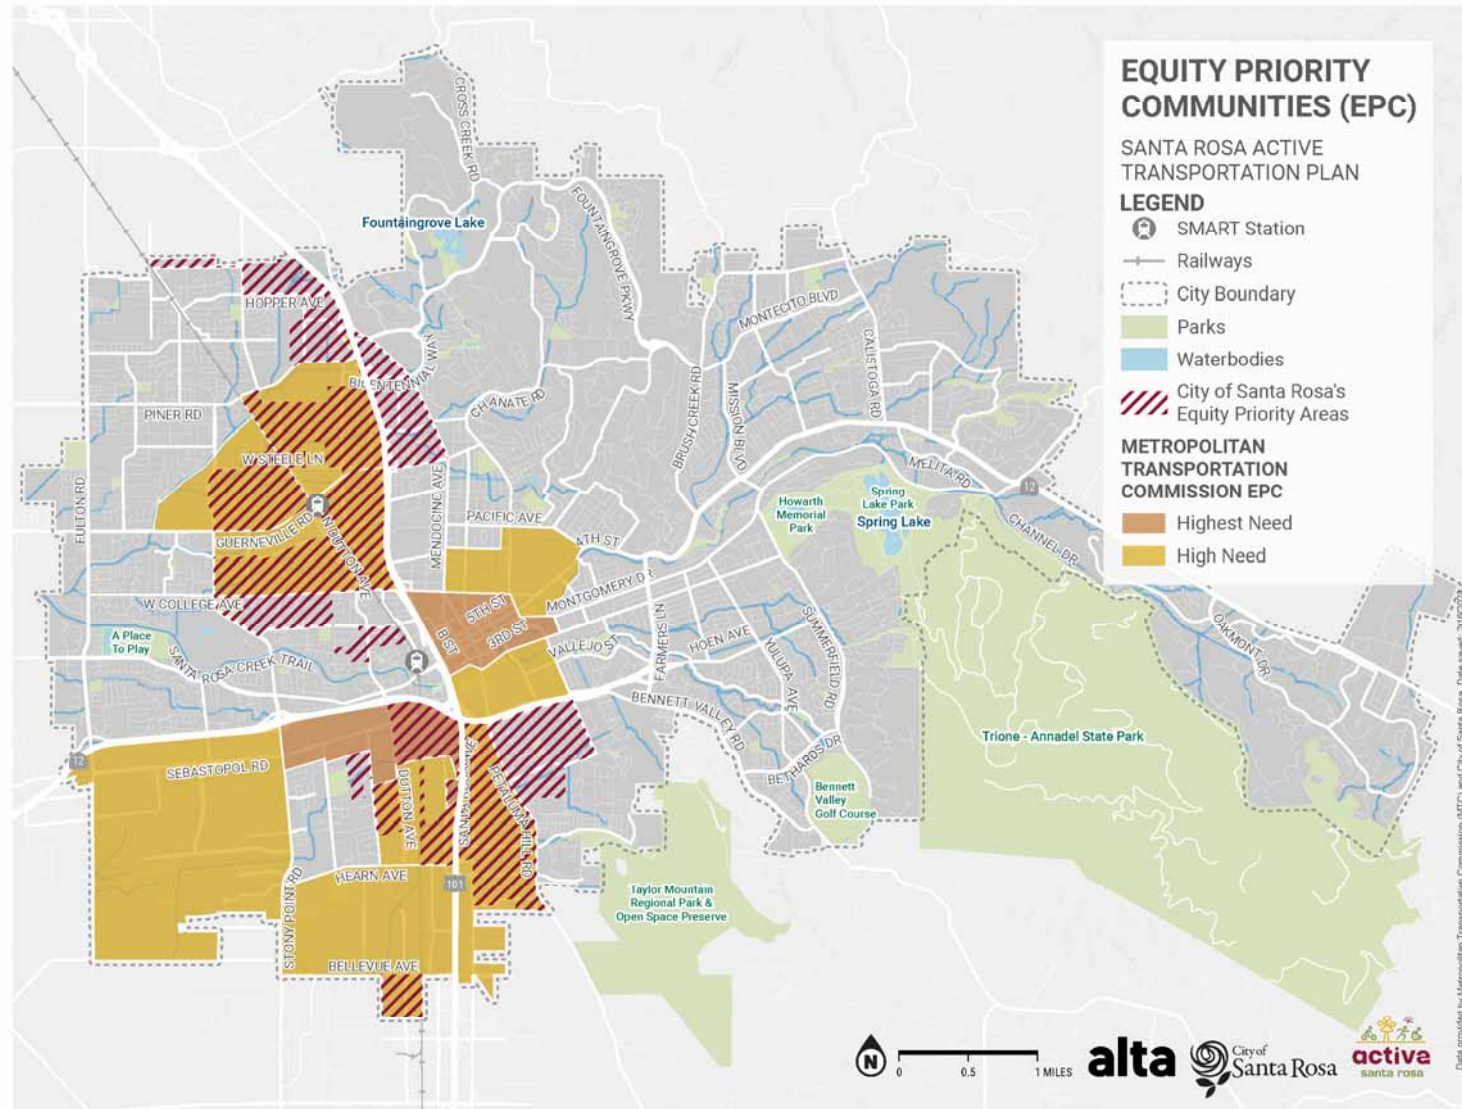 EQUITY PRIORITY
COMMUNITIES (EPC)
SANTA ROSA ACTIVE
TRANSPORTATION PLAN
LEGEND
SMART Station
Railways
City Boundary
Parks
Waterbodies
City of Santa Rosa's
Equity Priority Areas
METROPOLITAN
TRANSPORTATION
COMMISSION EPC
Highest Need
High Need
CROSS CREEK RD
FOUNTAINGROVE PKWY
Fountaingrove Lake
HOPPER AVE
MONTECITO BLVD
CALISTOGA RD
BICENTENNIAL WAY
CHANATE RD
BRUSH CREEK RD
MISSION BLVD
PINER RD
W STEELE LN
MELITA RD
12
FULTON RD
MENDOCINO AVE
PACIFIC AVE
Howarth
Memorial
Park
Spring
Lake Park
Spring Lake
CHANNEL DR
GUERNEVILLE RD
N DUTTON AVE
4TH ST
MONTGOMERY DR
W COLLEGE AVE
5TH ST
3RD ST
B ST
VALLEJO ST
FARMERS LN
HOEN AVE
YULUPA AVE
SUMMERFIELD RD
OAKMONT DR
A Place
To Play
SANTA ROSA CREEK TRAIL
BENNETT VALLEY RD
Trione - Annadel State Park
12
SEBASTOPOL RD
BETHARDS DR
DUTTON AVE
PETALUMA HILL RD
Bennett
Valley
Golf Course
HEARN AVE
101
STONY POINT RD
Taylor Mountain
Regional Park &
Open Space Preserve
BELLEVUE AVE
N
0 0.5 1 MILES
alta
City of
Santa Rosa
active
santa rosa